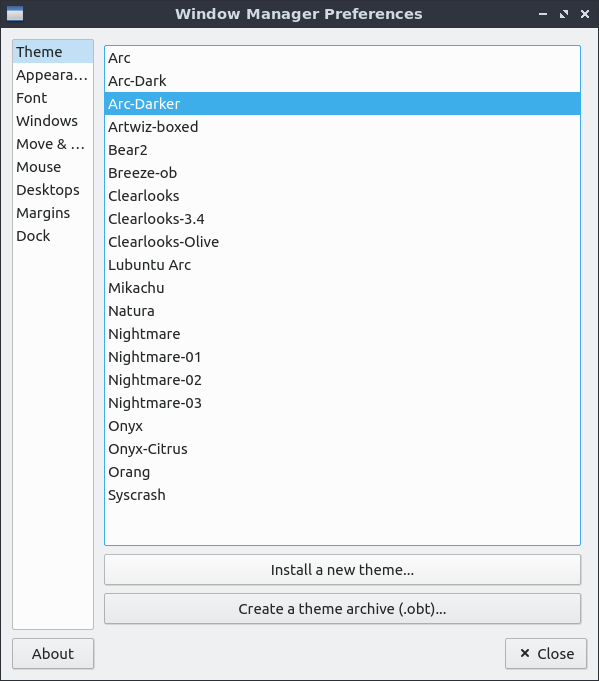 Window Manager Preferences
Theme
Appeara...
Font
Windows
Move & ...
Mouse
Desktops
Margins
Dock
Arc
Arc-Dark
Arc-Darker
Artwiz-boxed
Bear2
Breeze-ob
Clearlooks
Clearlooks-3.4
Clearlooks-Olive
Lubuntu Arc
Mikachu
Natura
Nightmare
Nightmare-01
Nightmare-02
Nightmare-03
Onyx
Onyx-Citrus
Orang
Syscrash
Install a new theme...
Create a theme archive (.obt)...
About
Close